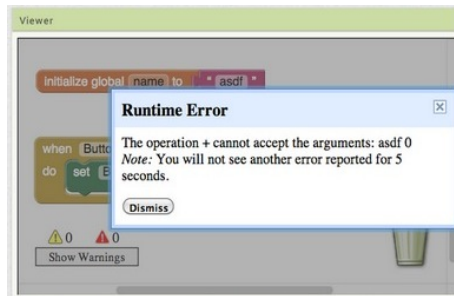 Viewer
initialize global name to " asdf "
Runtime Error
The operation + cannot accept the arguments: asdf 0
Note: You will not see another error reported for 5
seconds.
Dismiss
when Butto
do set B
0 0
Show Warnings